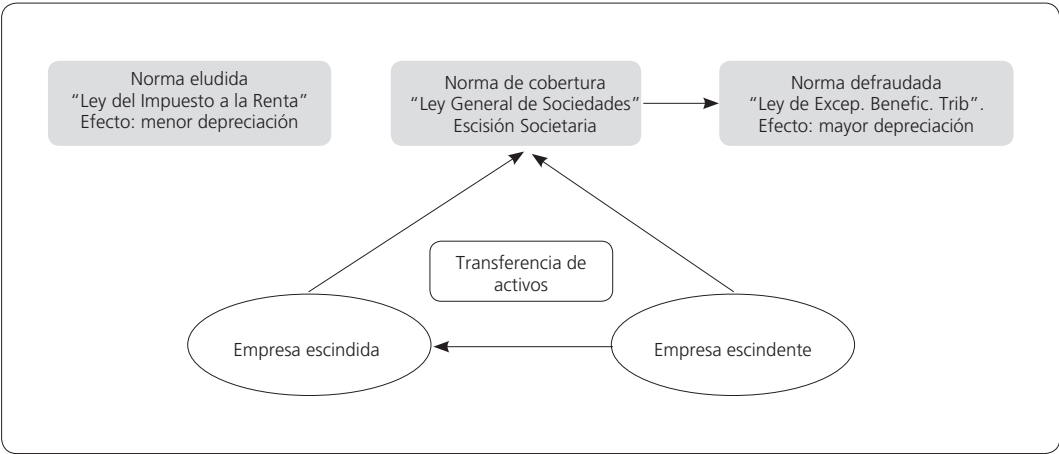 Norma eludida
“Ley del Impuesto a la Renta”
Efecto: menor depreciación
Norma de cobertura
“Ley General de Sociedades”
Escisión Societaria
Norma defraudada
“Ley de Excep. Benefic. Trib”.
Efecto: mayor depreciación
Transferencia de
activos
Empresa escindida
Empresa escindente